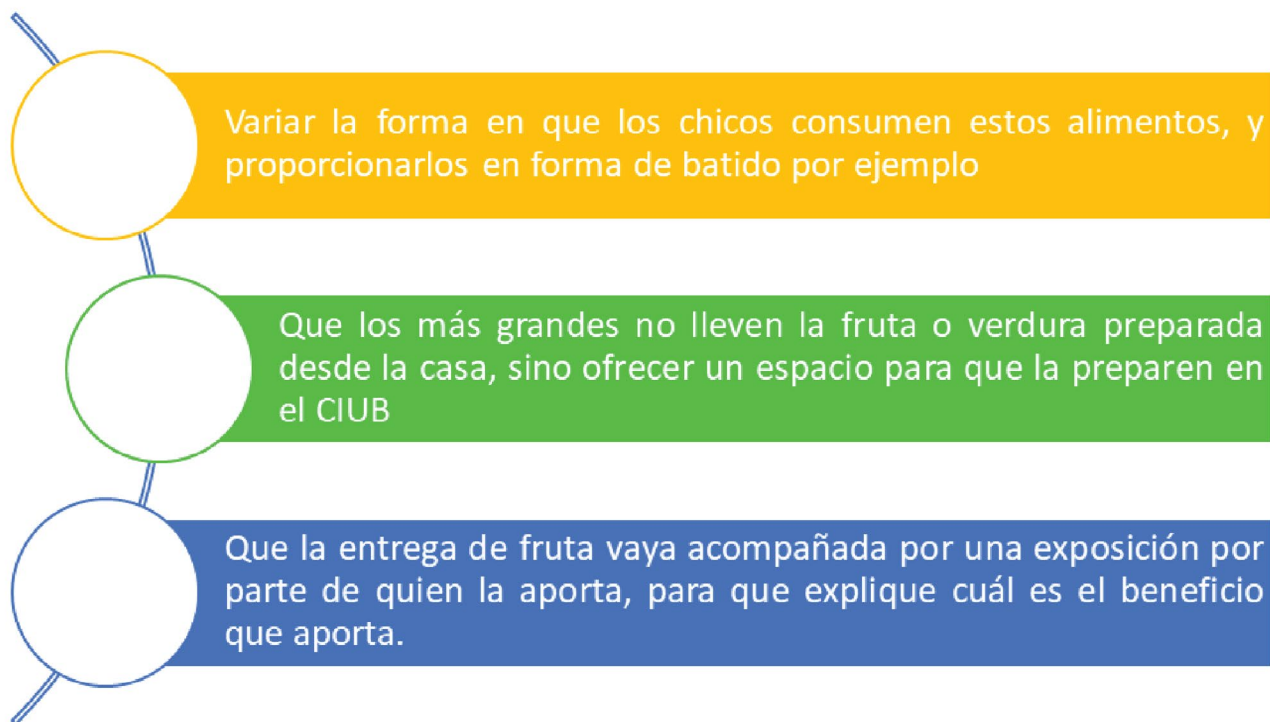 Variar la forma en que los chicos consumen estos alimentos, y
proporcionarlos en forma de batido por ejemplo
Que los más grandes no lleven la fruta o verdura preparada
desde la casa, sino ofrecer un espacio para que la preparen en
el CIUB
Que la entrega de fruta vaya acompañada por una exposición por
parte de quien la aporta, para que explique cuál es el beneficio
que aporta.